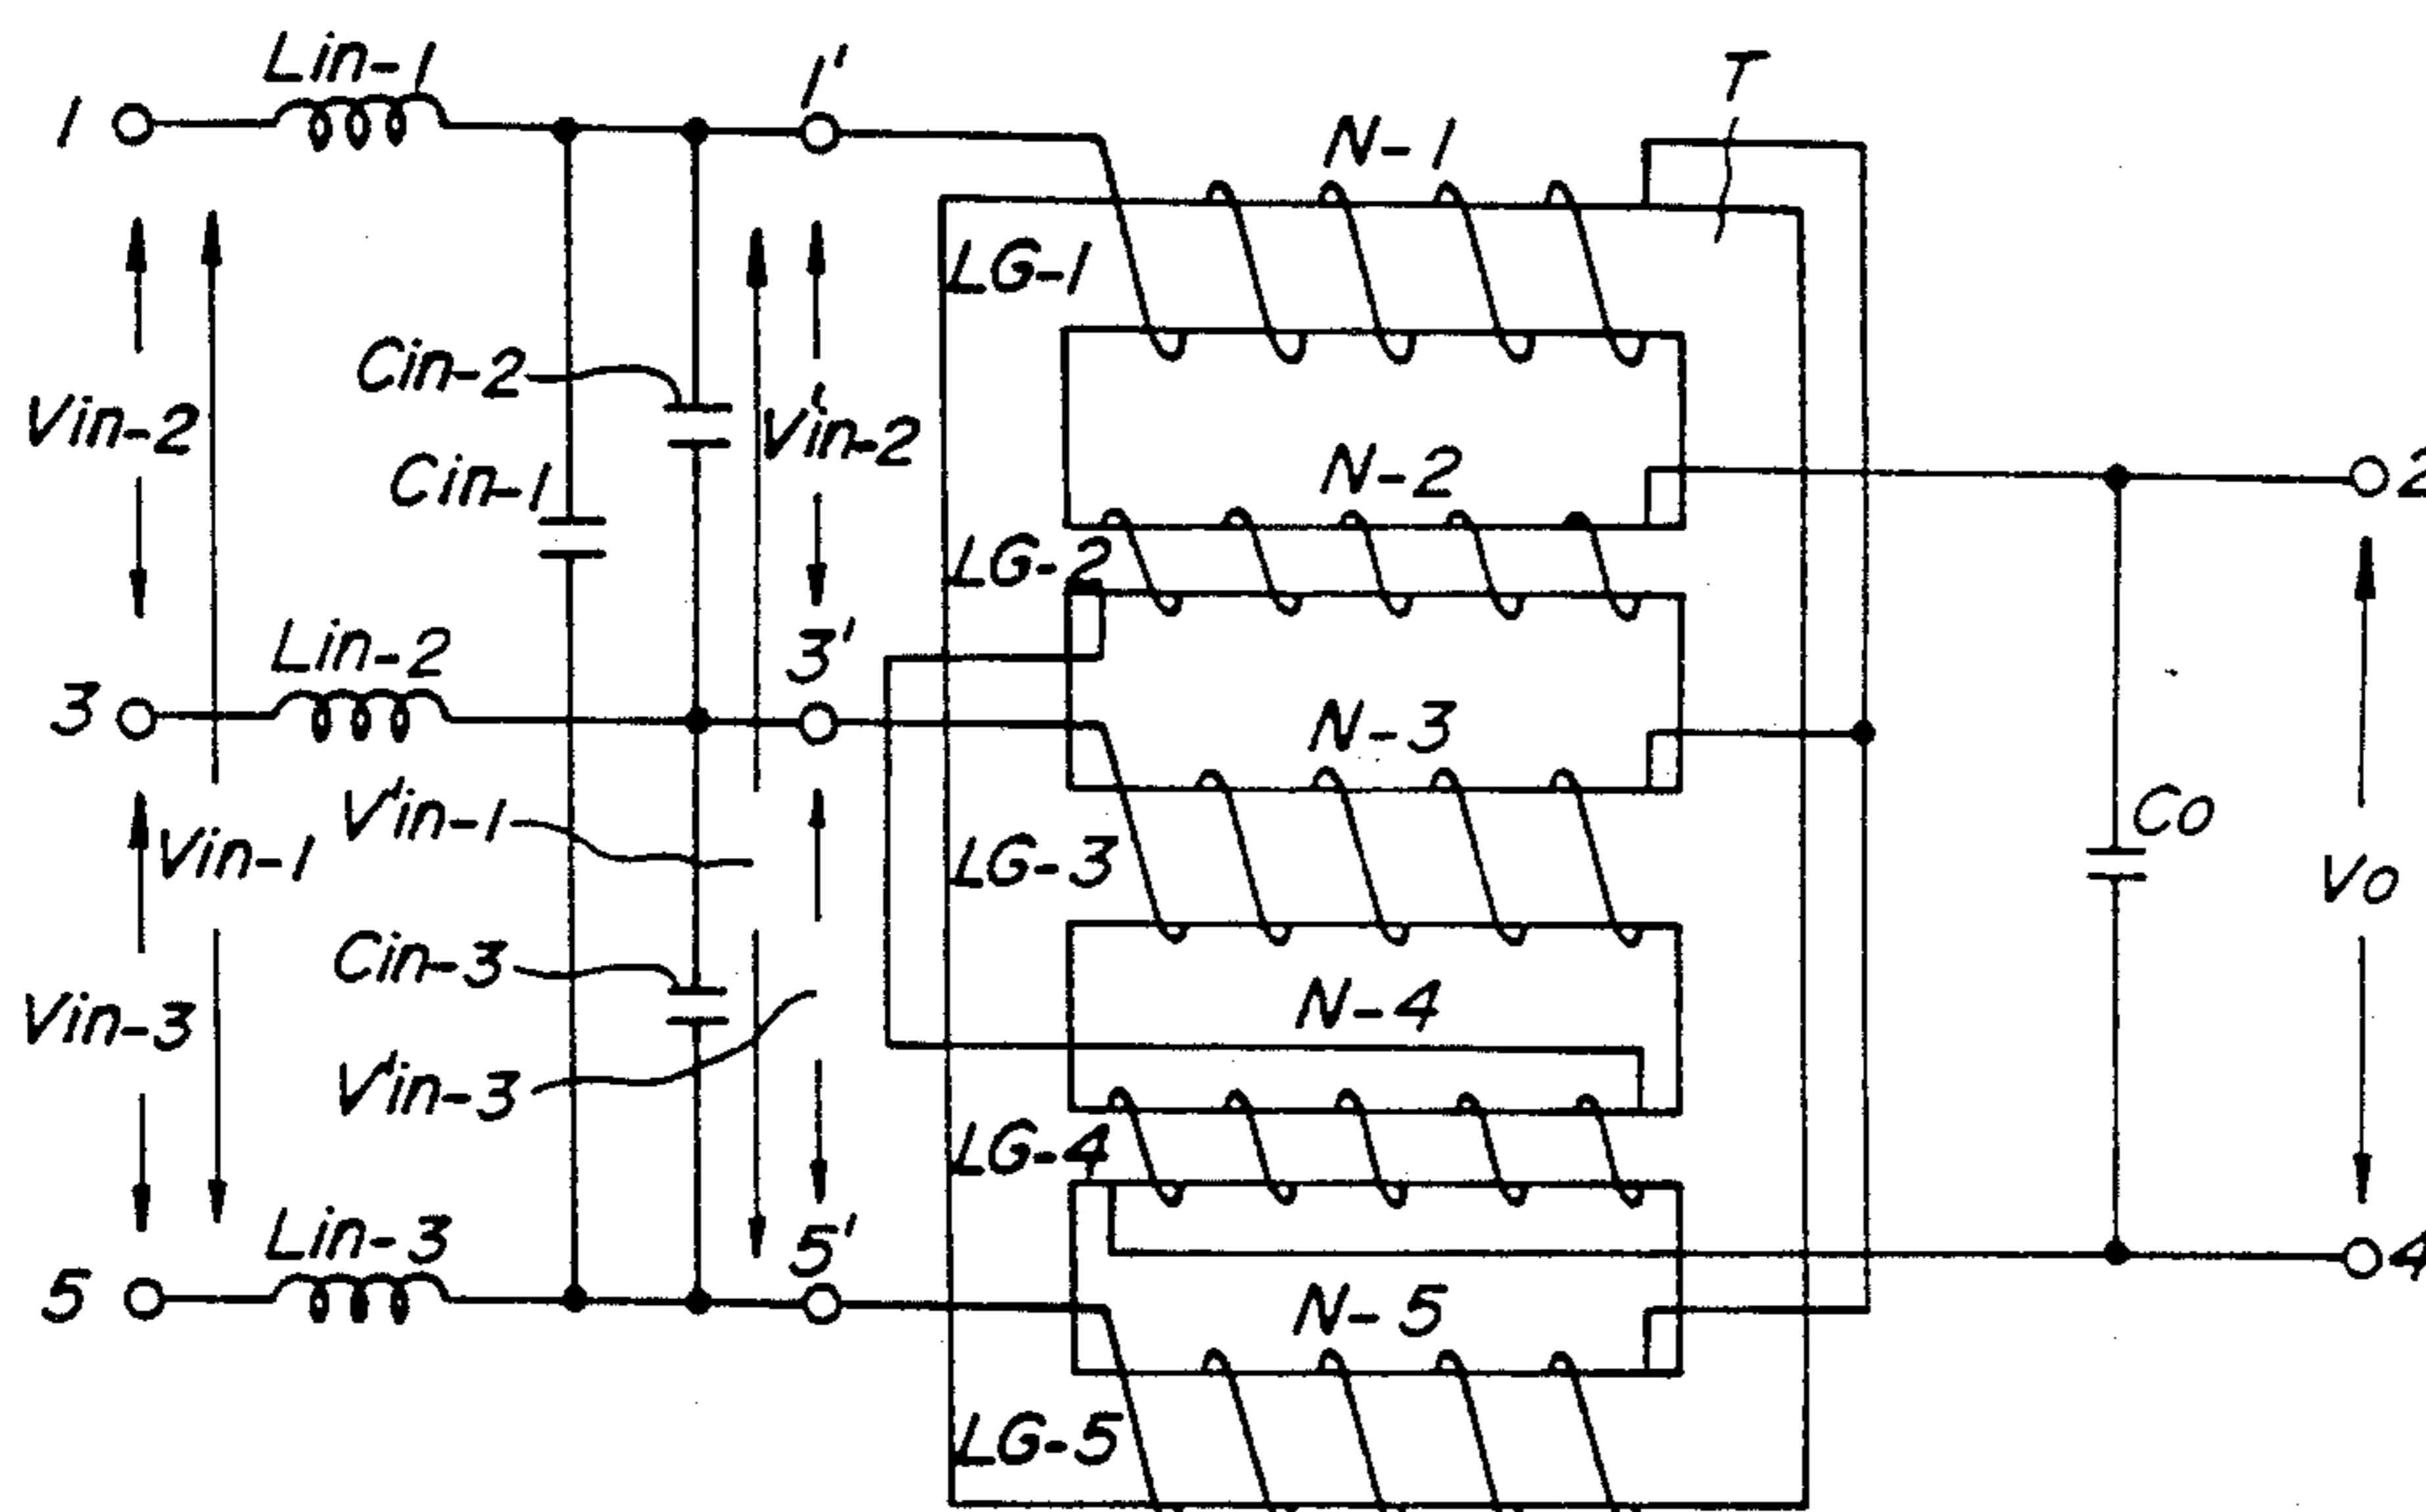 Lin-1
1
1'
T
N-1
LG-1
Cin-2
Vin-2
V'in-2
Cin-1
N-2
2
LG-2
Lin-2
3'
3
N-3
V'in-1
Vin-1
Co
LG-3
Vo
Cin-3
N-4
Vin-3
V'in-3
LG-4
Lin-3
5'
5
4
N-5
LG-5